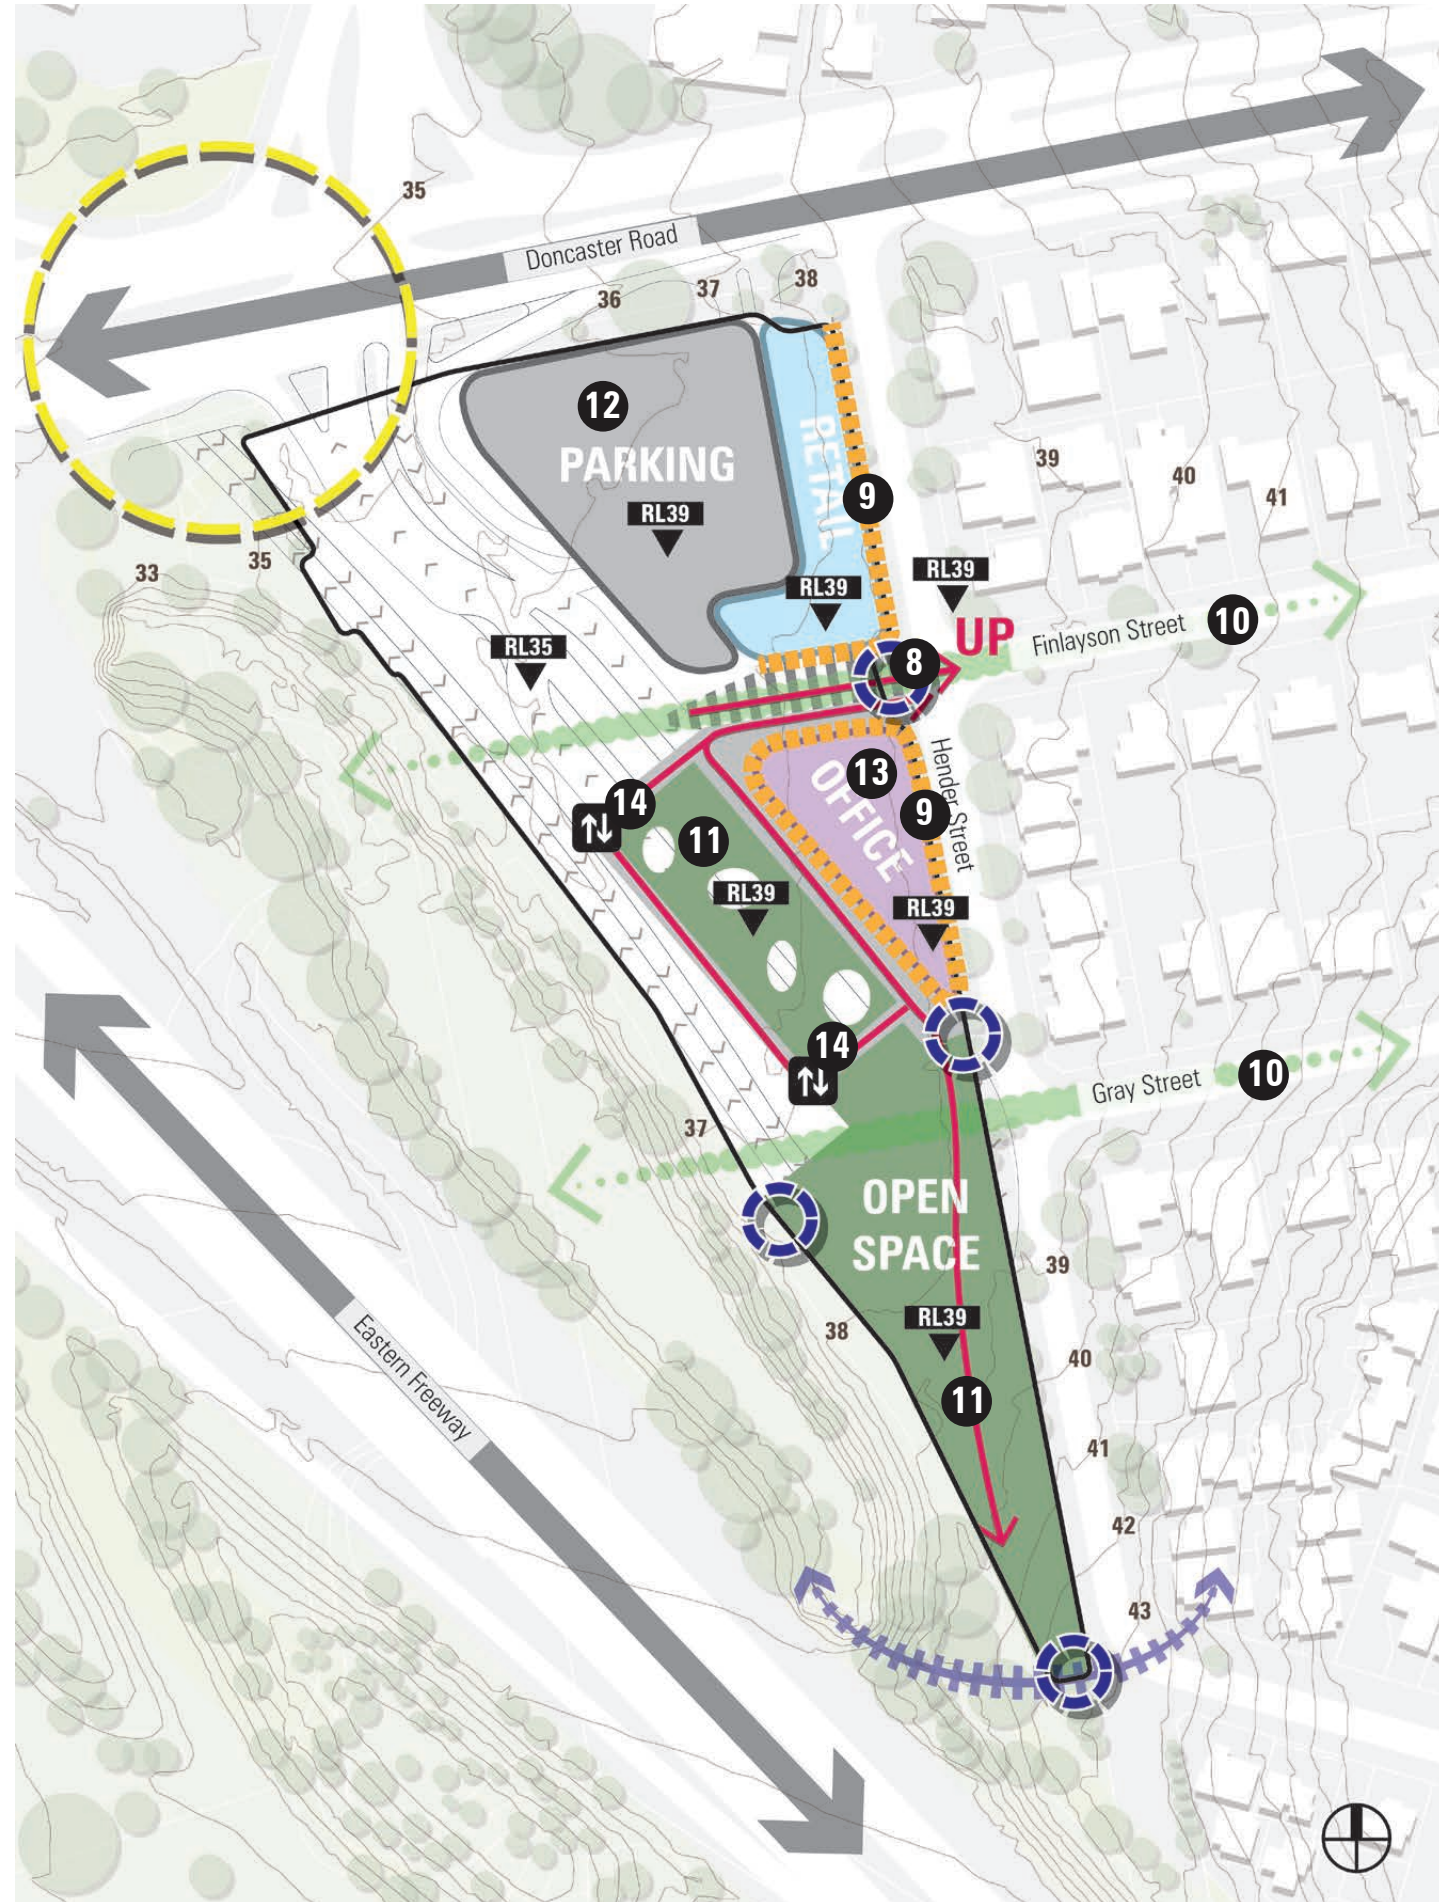 35
Doncaster Road
36
37
38
12
PARKING
RETAIL
9
39
40
41
RL39
33
35
RL39
RL39
RL35
UP
Finlayson Street
10
8
Hender Street
13
OFFICE
9
14
11
RL39
RL39
14
Gray Street
10
37
OPEN
SPACE
39
RL39
38
40
11
Eastern Freeway
41
42
43